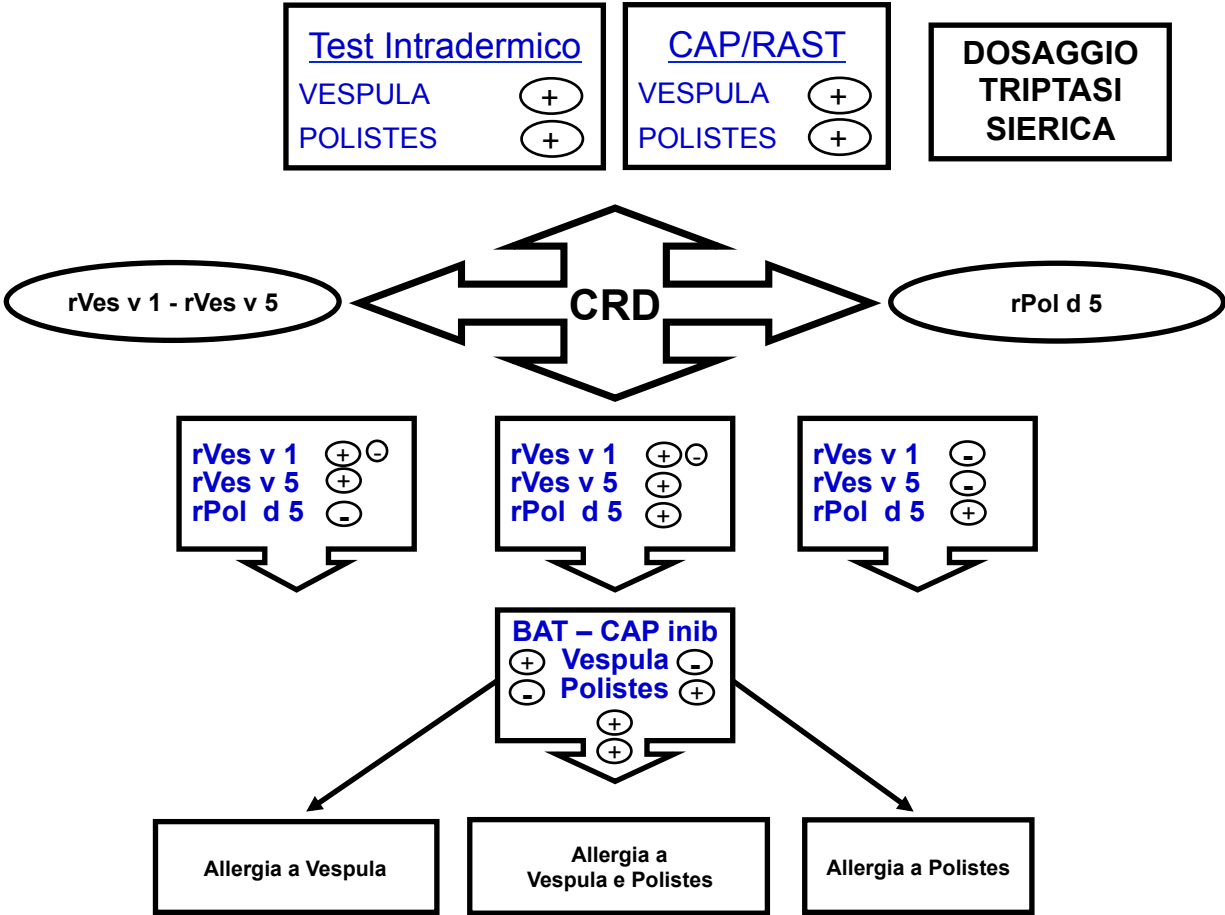 Test Intradermico
VESPULA +
POLISTES +
CAP/RAST
VESPULA +
POLISTES +
DOSAGGIO
TRIPTASI
SIERICA
rVes v 1 - rVes v 5
CRD
rPol d 5
rVes v 1 + -
rVes v 5 +
rPol d 5 -
rVes v 1 + -
rVes v 5 +
rPol d 5 +
rVes v 1 -
rVes v 5 -
rPol d 5 +
BAT – CAP inib
+ Vespula -
- Polistes +
+
+
Allergia a Vespula
Allergia a
Vespula e Polistes
Allergia a Polistes